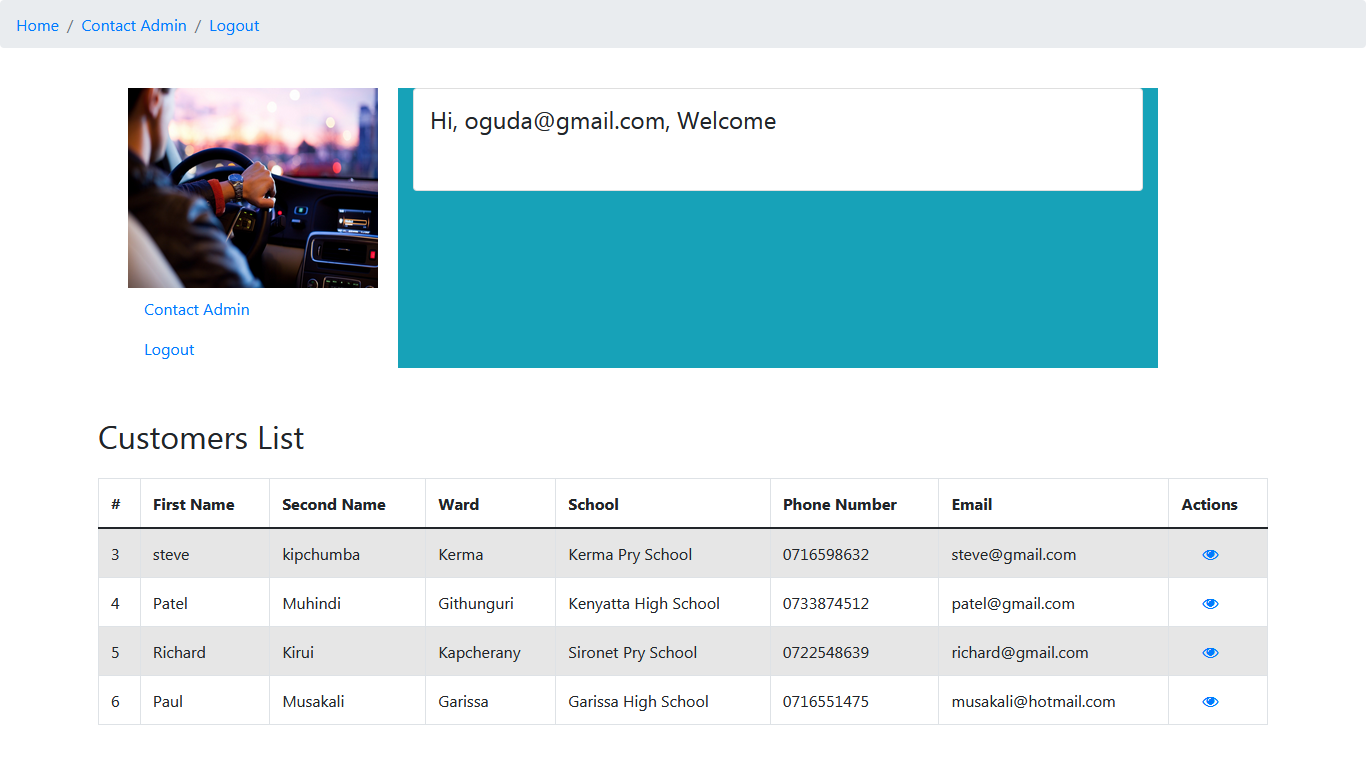 Home / Contact Admin / Logout
Hi, oguda@gmail.com, Welcome
Contact Admin
Logout
Customers List
# First Name Second Name Ward School Phone Number Email Actions
3 steve kipchumba Kerma Kerma Pry School 0716598632 steve@gmail.com
4 Patel Muhindi Githunguri Kenyatta High School 0733874512 patel@gmail.com
5 Richard Kirui Kapcherany Sironet Pry School 0722548639 richard@gmail.com
6 Paul Musakali Garissa Garissa High School 0716551475 musakali@hotmail.com